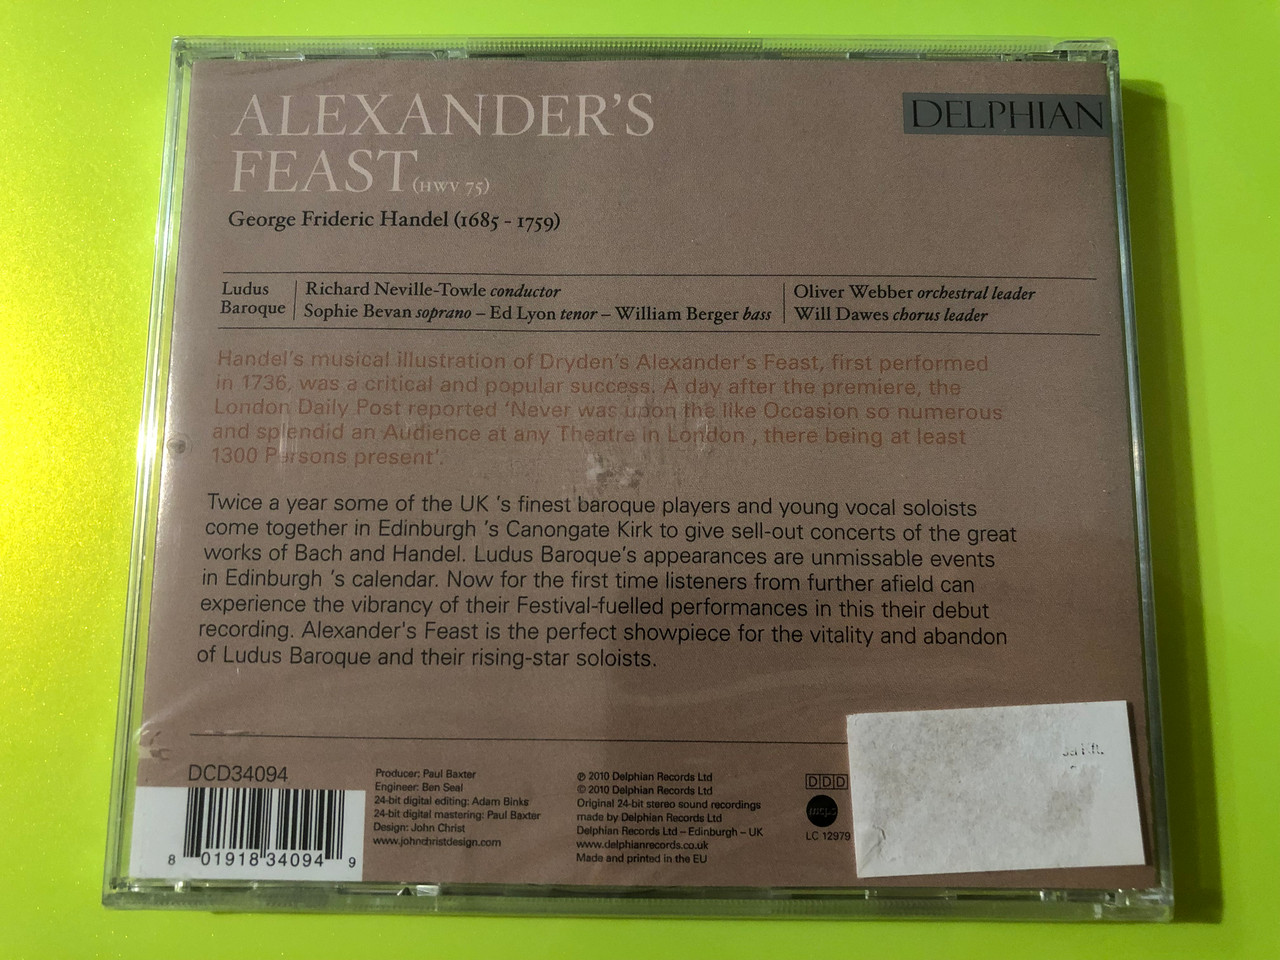 ALEXANDER'S
FEAST (HWV 75)
DELPHIAN
George Frideric Handel (1685 - 1759)
Ludus
Baroque
Richard Neville-Towle conductor
Sophie Bevan soprano – Ed Lyon tenor – William Berger bass
Oliver Webber orchestral leader
Will Dawes chorus leader
Handel's musical illustration of Dryden's Alexander's Feast, first performed
in 1736, was a critical and popular success. A day after the premiere, the
London Daily Post reported 'Never was upon the like Occasion so numerous
and splendid an Audience at any Theatre in London , there being at least
1300 Persons present'.
Twice a year some of the UK 's finest baroque players and young vocal soloists
come together in Edinburgh 's Canongate Kirk to give sell-out concerts of the great
works of Bach and Handel. Ludus Baroque's appearances are unmissable events
in Edinburgh 's calendar. Now for the first time listeners from further afield can
experience the vibrancy of their Festival-fuelled performances in this their debut
recording. Alexander's Feast is the perfect showpiece for the vitality and abandon
of Ludus Baroque and their rising-star soloists.
DCD34094
8 01918 34094 9
Producer: Paul Baxter
Engineer: Ben Seal
24-bit digital editing: Adam Binks
24-bit digital mastering: Paul Baxter
Design: John Christ
www.johnchristdesign.com
℗ 2010 Delphian Records Ltd
© 2010 Delphian Records Ltd
Original 24-bit stereo sound recordings
made by Delphian Records Ltd
Delphian Records Ltd – Edinburgh – UK
www.delphianrecords.co.uk
Made and printed in the EU
DDD
mcps
LC 12979
Kft.